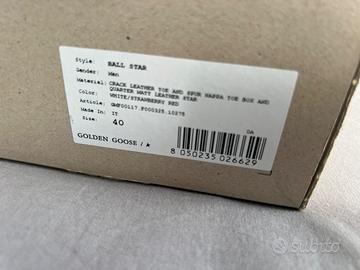 Style: BALL STAR
Gender: Man
Material: CRACK LEATHER TOE AND SPUR NAPPA TOE BOX AND
QUARTER MATT LEATHER STAR
Color: WHITE/STRAWBERRY RED
Article: GMF00117.F000325.10275
Made In: IT
Size: 40
OA
GOLDEN GOOSE /
8 050235 026629
subito